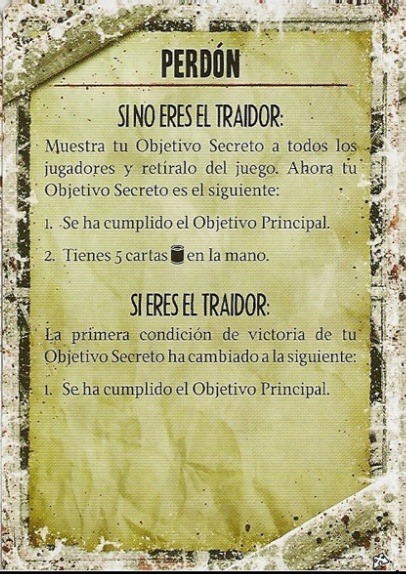 PERDÓN
SI NO ERES EL TRAIDOR:
Muestra tu Objetivo Secreto a todos los
jugadores y retíralo del juego. Ahora tu
Objetivo Secreto es el siguiente:
1. Se ha cumplido el Objetivo Principal.
2. Tienes 5 cartas en la mano.
SI ERES EL TRAIDOR:
La primera condición de victoria de tu
Objetivo Secreto ha cambiado a la siguiente:
1. Se ha cumplido el Objetivo Principal.